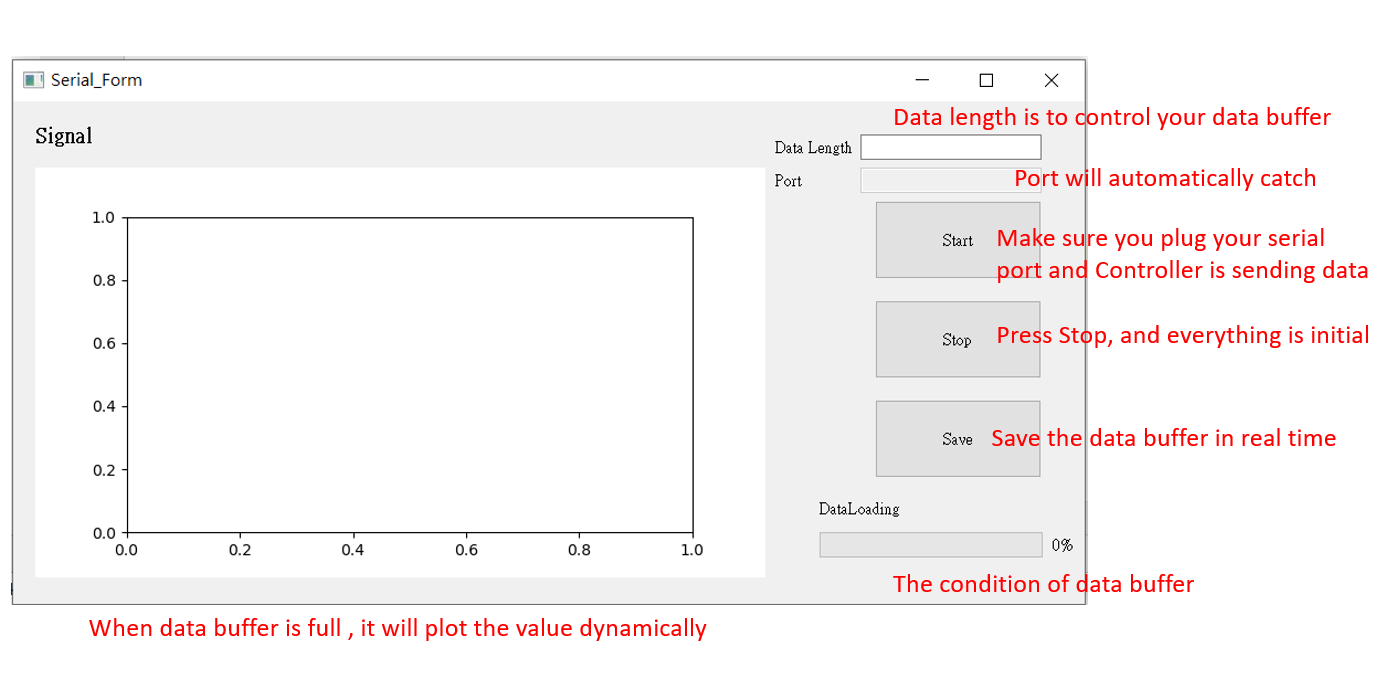 Serial_Form
Data length is to control your data buffer
Signal
Data Length
Port
Port will automatically catch
1.0
0.8
0.6
0.4
0.2
0.0
0.0 0.2 0.4 0.6 0.8 1.0
Start
Make sure you plug your serial
port and Controller is sending data
Stop
Press Stop, and everything is initial
Save
Save the data buffer in real time
DataLoading
0%
The condition of data buffer
When data buffer is full , it will plot the value dynamically